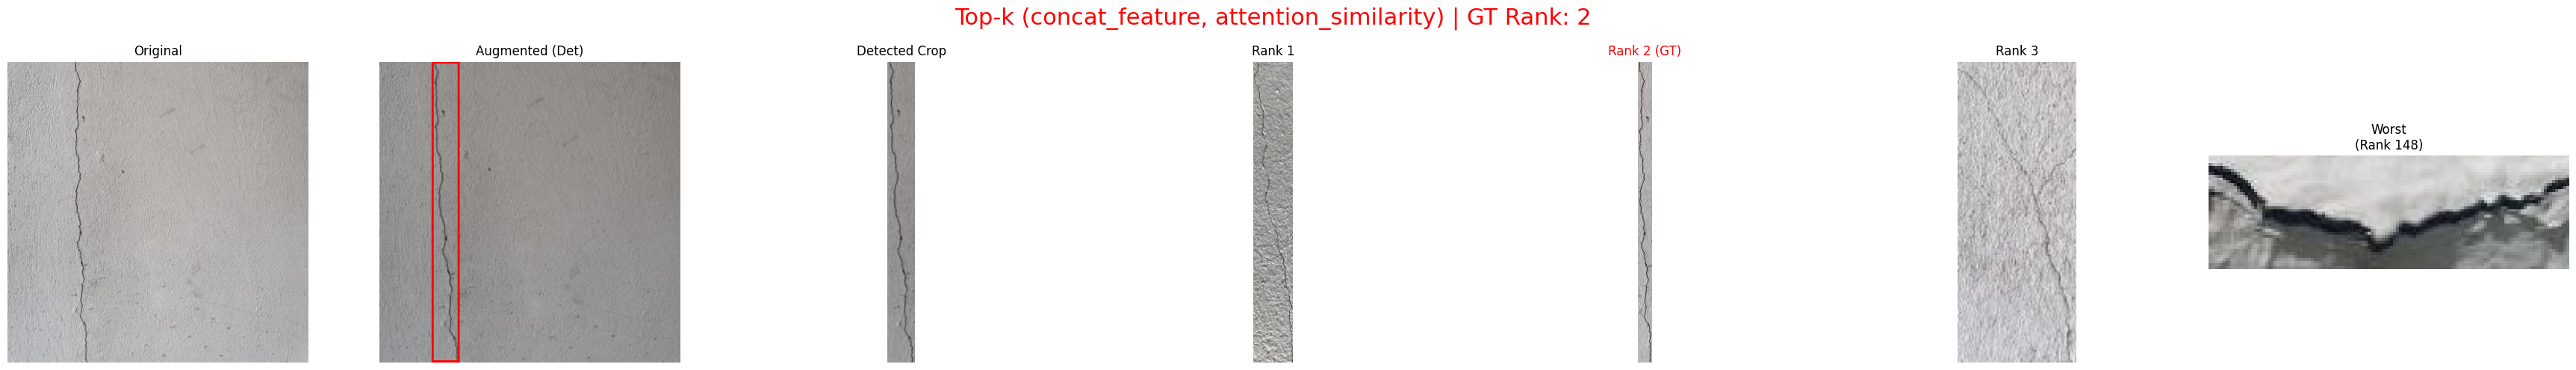 Top-k (concat_feature, attention_similarity) | GT Rank: 2
Original
Augmented (Det)
Detected Crop
Rank 1
Rank 2 (GT)
Rank 3
Worst
(Rank 148)